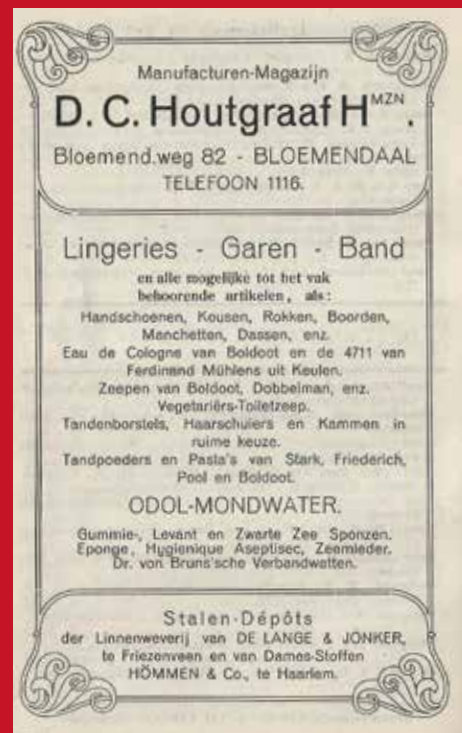 Manufacturen-Magazijn
D. C. Houtgraaf H^MZN.
Bloemend.weg 82 - BLOEMENDAAL
TELEFOON 1116.
Lingeries - Garen - Band
en alle mogelijke tot het vak
behoorende artikelen, als:
Handschoenen, Kousen, Rokken, Boorden,
Manchetten, Dassen, enz.
Eau de Cologne van Boldoot en de 4711 van
Ferdinand Mühlens uit Keulen.
Zeepen van Boldoot, Dobbelman, enz.
Vegetariërs-Toiletzeep.
Tandenborstels, Haarschuiers en Kammen in
ruime keuze.
Tandpoeders en Pasta's van Stark, Friederich,
Pool en Boldoot.
ODOL-MONDWATER.
Gummie-, Levant en Zwarte Zee Sponzen.
Eponge, Hygienique Aseptisec, Zeemleder.
Dr. von Bruns'sche Verbandwatten.
Stalen-Dépôts
der Linnenweverij van DE LANGE & JONKER,
te Friezenveen en van Dames-Stoffen
HÖMMEN & Co., te Haarlem.